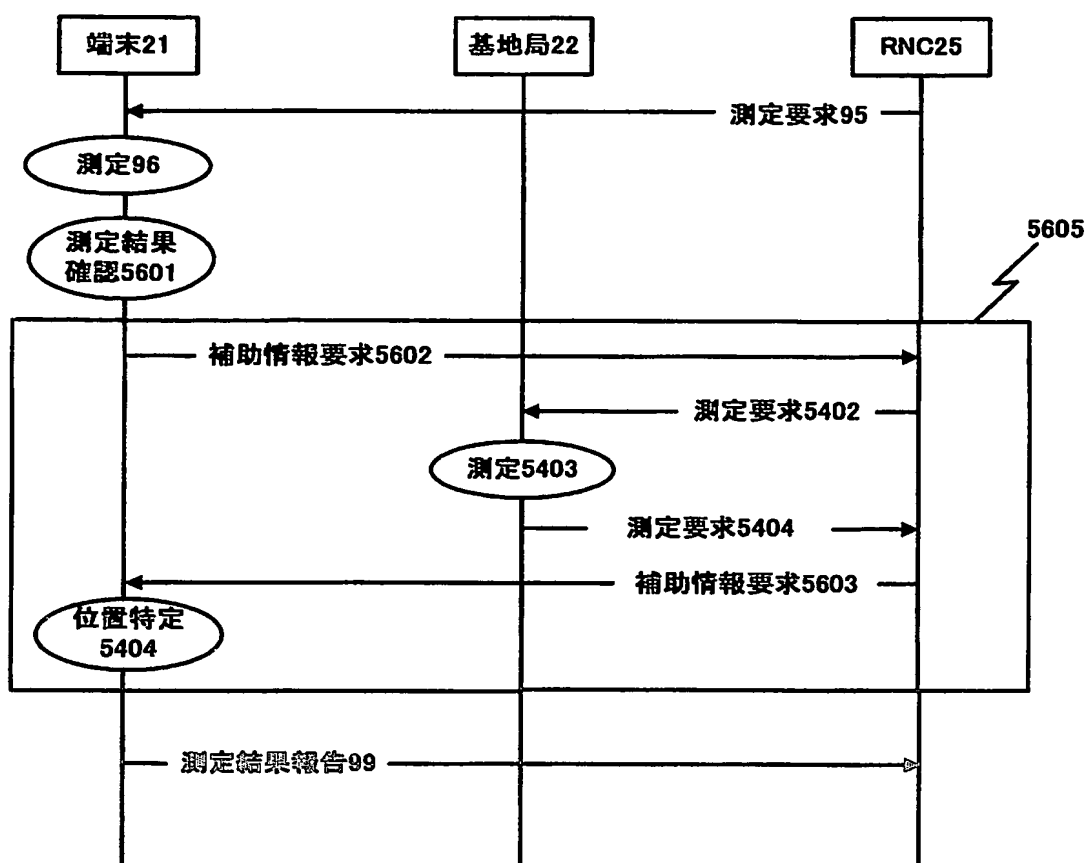 端末21
基地局22
RNC25
測定要求95
測定96
測定結果
確認5601
5605
補助情報要求5602
測定要求5402
測定5403
測定要求5404
補助情報要求5603
位置特定
5404
測定結果報告99